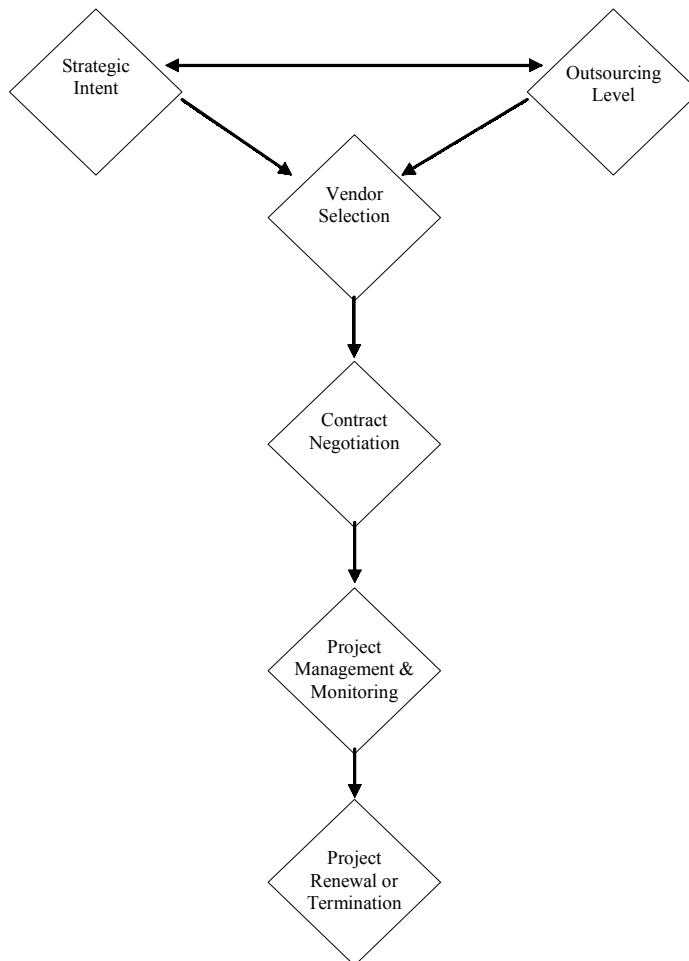 Strategic
Intent
Outsourcing
Level
Vendor
Selection
Contract
Negotiation
Project
Management &
Monitoring
Project
Renewal or
Termination